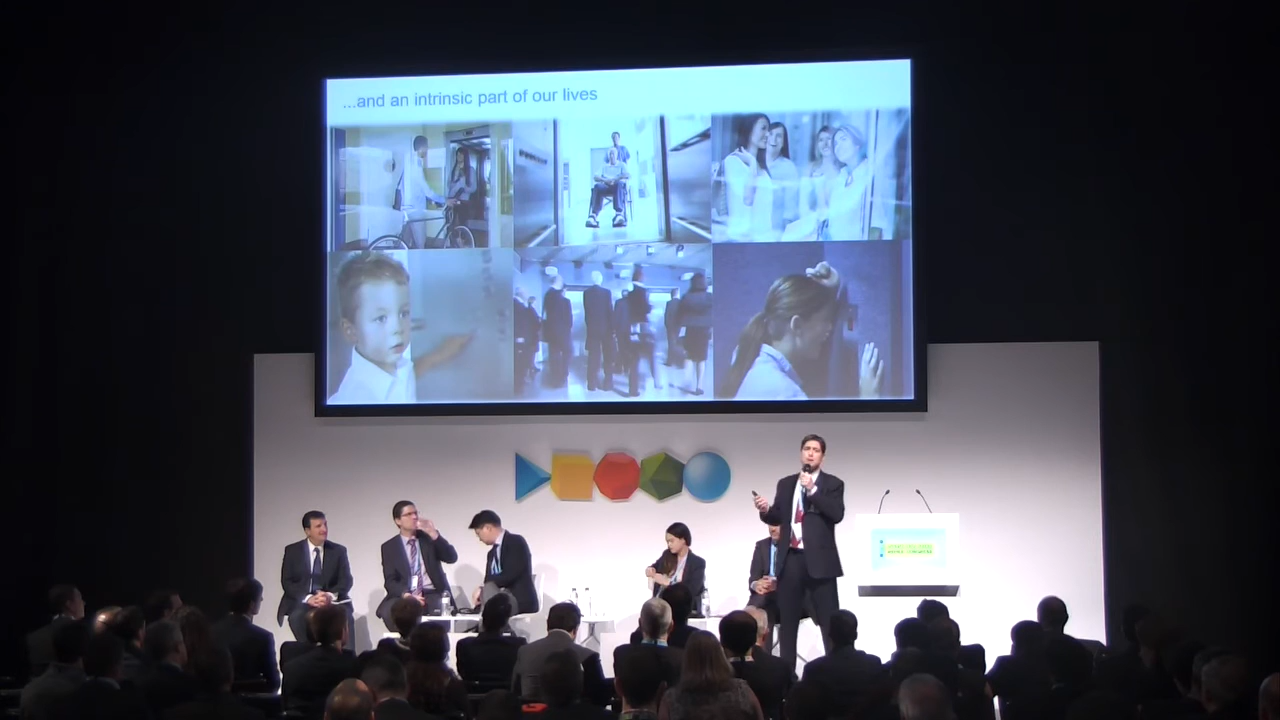 ...and an intrinsic part of our lives